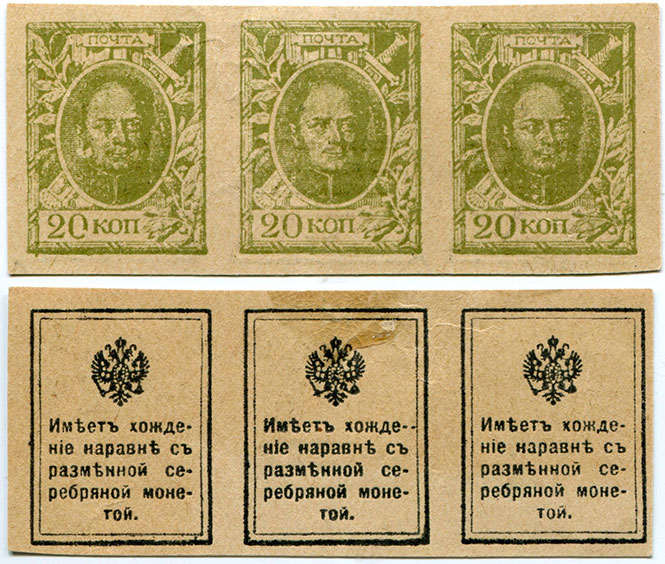 ПОЧТА ПОЧТА ПОЧТА
20 КОП 20 КОП 20 КОП
Имѣетъ хожде-
ніе наравнѣ съ
размѣнной се-
ребряной моне-
той.
Имѣетъ хожде-
ніе наравнѣ съ
размѣнной се-
ребряной моне-
той.
Имѣетъ хожде-
ніе наравнѣ съ
размѣнной се-
ребряной моне-
той.